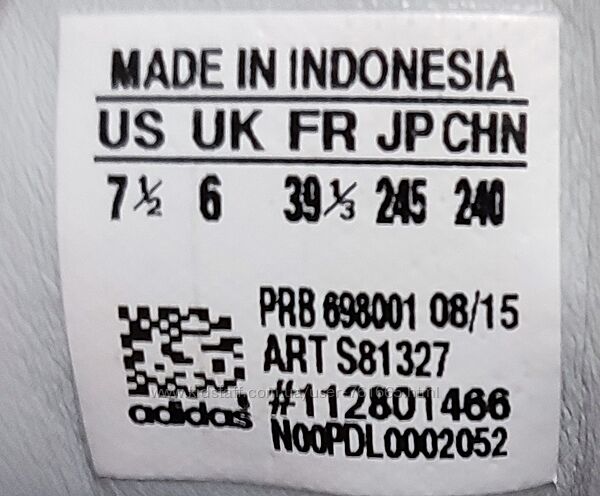 MADE IN INDONESIA
US UK FR JP CHN
7½ 6 39⅓ 245 240
PRB 698001 08/15
ART S81327
#112801466
adidas
N00PDL0002052